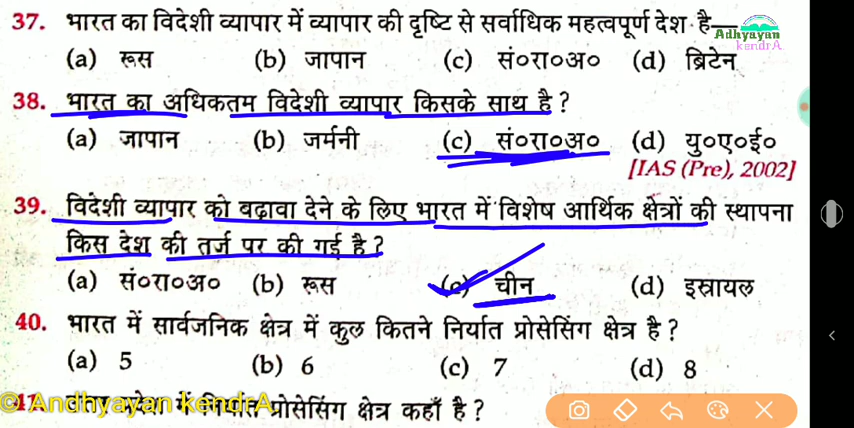 37. भारत का विदेशी व्यापार में व्यापार की दृष्टि से सर्वाधिक महत्वपूर्ण देश है—
Adhyayan
kendrA
(a) रूस (b) जापान (c) सं०रा०अ० (d) ब्रिटेन
38. भारत का अधिकतम विदेशी व्यापार किसके साथ है ?
(a) जापान (b) जर्मनी (c) सं०रा०अ० (d) यु०ए०ई०
[IAS (Pre), 2002]
39. विदेशी व्यापार को बढ़ावा देने के लिए भारत में विशेष आर्थिक क्षेत्रों की स्थापना
किस देश की तर्ज पर की गई है ?
(a) सं०रा०अ० (b) रूस (c) चीन (d) इस्रायल
40. भारत में सार्वजनिक क्षेत्र में कुल कितने निर्यात प्रोसेसिंग क्षेत्र है ?
(a) 5 (b) 6 (c) 7 (d) 8
41. प्रदेश में निर्यात प्रोसेसिंग क्षेत्र कहाँ है ?
© Andhyayan kendrA